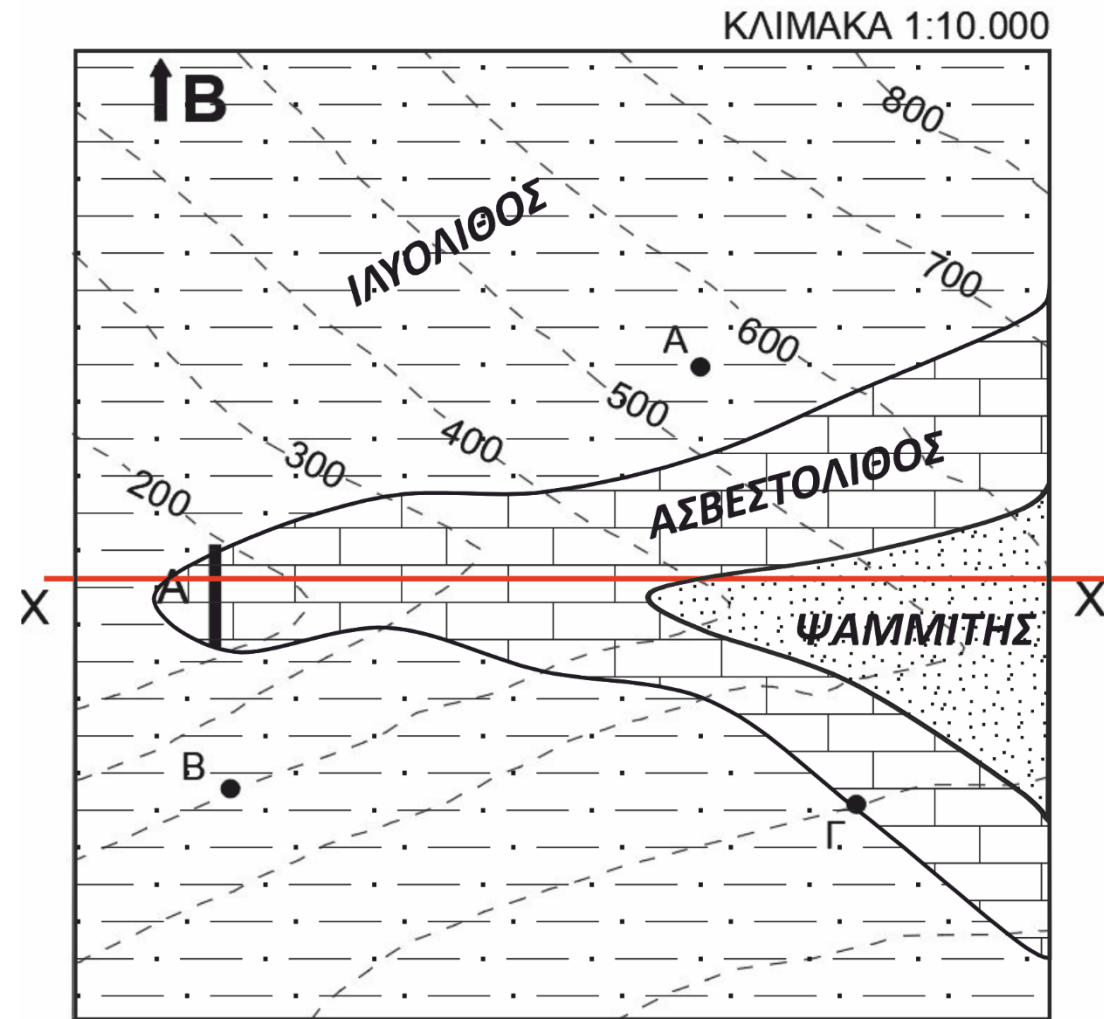 ΚΛΙΜΑΚΑ 1:10.000
Β
800
ΙΛΥΟΛΙΘΟΣ
700
Α
600
500
400
ΑΣΒΕΣΤΟΛΙΘΟΣ
300
200
Α
Χ
Χ
ΨΑΜΜΙΤΗΣ
Β
Γ